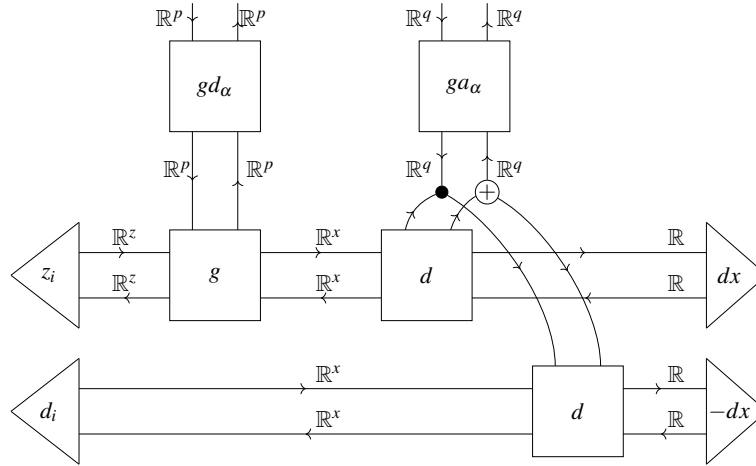 ℝ^p ℝ^p ℝ^q ℝ^q
gd_α ga_α
ℝ^p ℝ^p ℝ^q ℝ^q
+
ℝ^z ℝ^x ℝ
z_i g d dx
ℝ^z ℝ^x ℝ
ℝ^x ℝ
d_i d −dx
ℝ^x ℝ